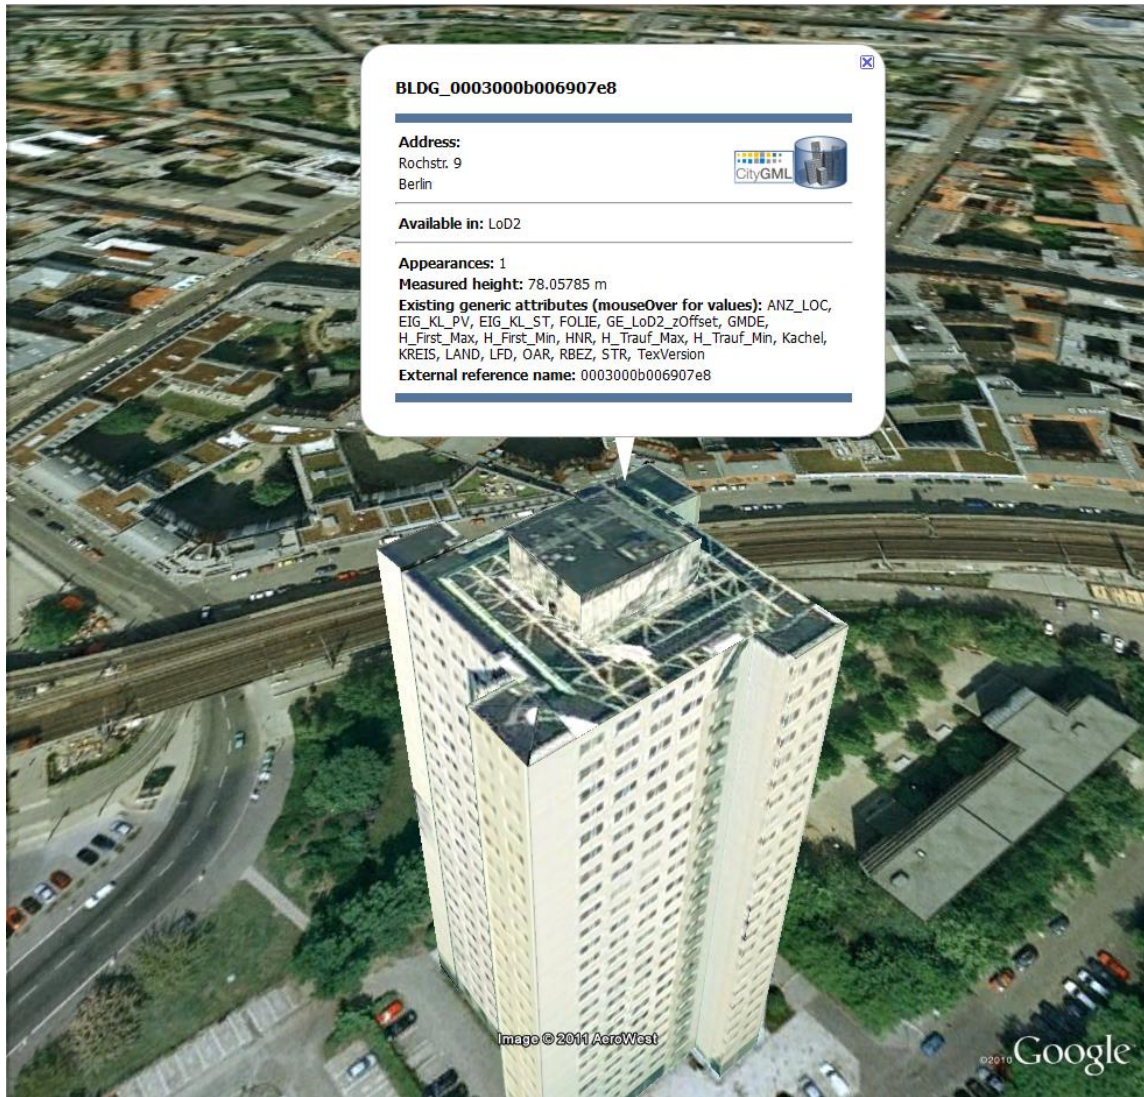 BLDG_0003000b006907e8
Address:
Rochstr. 9
Berlin
CityGML
Available in: LoD2
Appearances: 1
Measured height: 78.05785 m
Existing generic attributes (mouseOver for values): ANZ_LOC,
EIG_KL_PV, EIG_KL_ST, FOLIE, GE_LoD2_zOffset, GMDE,
H_First_Max, H_First_Min, HNR, H_Trauf_Max, H_Trauf_Min, Kachel,
KREIS, LAND, LFD, OAR, RBEZ, STR, TexVersion
External reference name: 0003000b006907e8
Image © 2011 AeroWest
©2010 Google